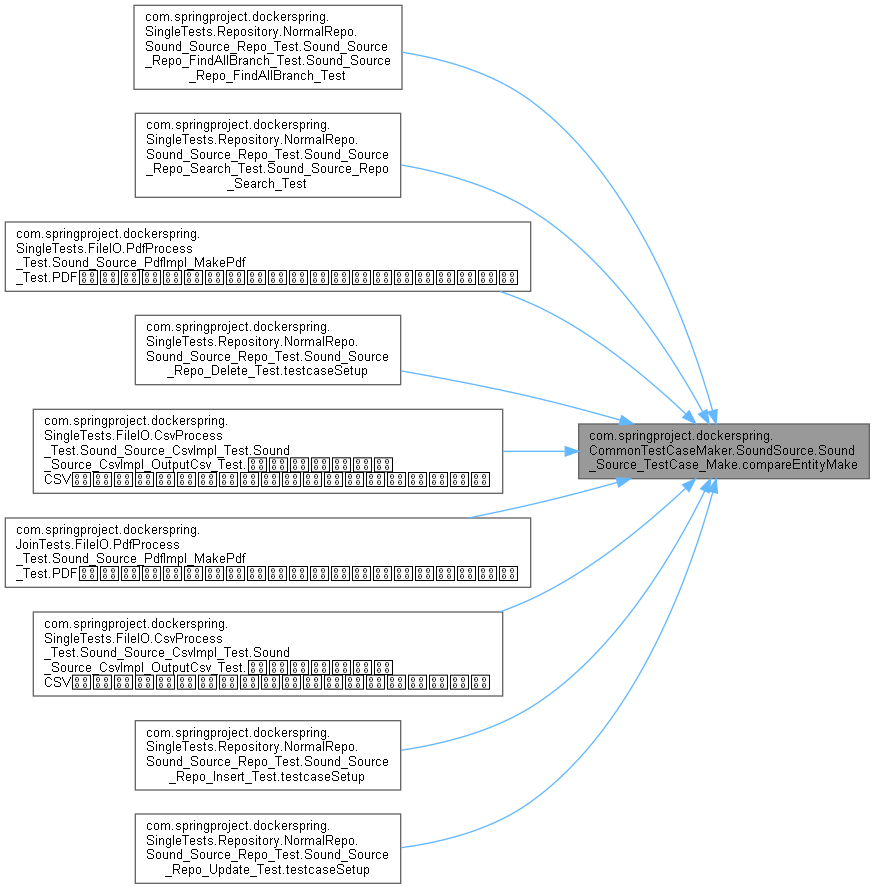 com.springproject.dockerspring.
SingleTests.Repository.NormalRepo.
Sound_Source_Repo_Test.Sound_Source
_Repo_FindAllBranch_Test.Sound_Source
_Repo_FindAllBranch_Test
com.springproject.dockerspring.
SingleTests.Repository.NormalRepo.
Sound_Source_Repo_Test.Sound_Source
_Repo_Search_Test.Sound_Source_Repo
_Search_Test
com.springproject.dockerspring.
SingleTests.FileIO.PdfProcess
_Test.Sound_Source_PdfImpl_MakePdf
_Test.PDF
com.springproject.dockerspring.
SingleTests.Repository.NormalRepo.
Sound_Source_Repo_Test.Sound_Source
_Repo_Delete_Test.testcaseSetup
com.springproject.dockerspring.
SingleTests.FileIO.CsvProcess
_Test.Sound_Source_CsvImpl_Test.Sound
_Source_CsvImpl_OutputCsv_Test.
CSV
com.springproject.dockerspring.
CommonTestCaseMaker.SoundSource.Sound
_Source_TestCase_Make.compareEntityMake
com.springproject.dockerspring.
JoinTests.FileIO.PdfProcess
_Test.Sound_Source_PdfImpl_MakePdf
_Test.PDF
com.springproject.dockerspring.
SingleTests.FileIO.CsvProcess
_Test.Sound_Source_CsvImpl_Test.Sound
_Source_CsvImpl_OutputCsv_Test.
CSV
com.springproject.dockerspring.
SingleTests.Repository.NormalRepo.
Sound_Source_Repo_Test.Sound_Source
_Repo_Insert_Test.testcaseSetup
com.springproject.dockerspring.
SingleTests.Repository.NormalRepo.
Sound_Source_Repo_Test.Sound_Source
_Repo_Update_Test.testcaseSetup